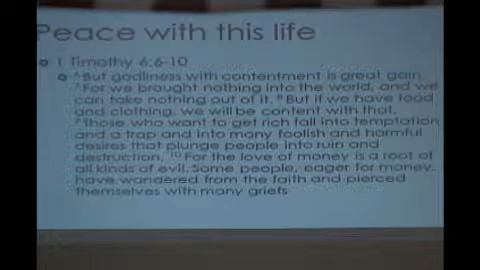 Peace with this life
1 Timothy 6:6-10
6 But godliness with contentment is great gain.
7 For we brought nothing into the world, and we
can take nothing out of it. 8 But if we have food
and clothing, we will be content with that.
9 Those who want to get rich fall into temptation
and a trap and into many foolish and harmful
desires that plunge people into ruin and
destruction. 10 For the love of money is a root of
all kinds of evil. Some people, eager for money,
have wandered from the faith and pierced
themselves with many griefs